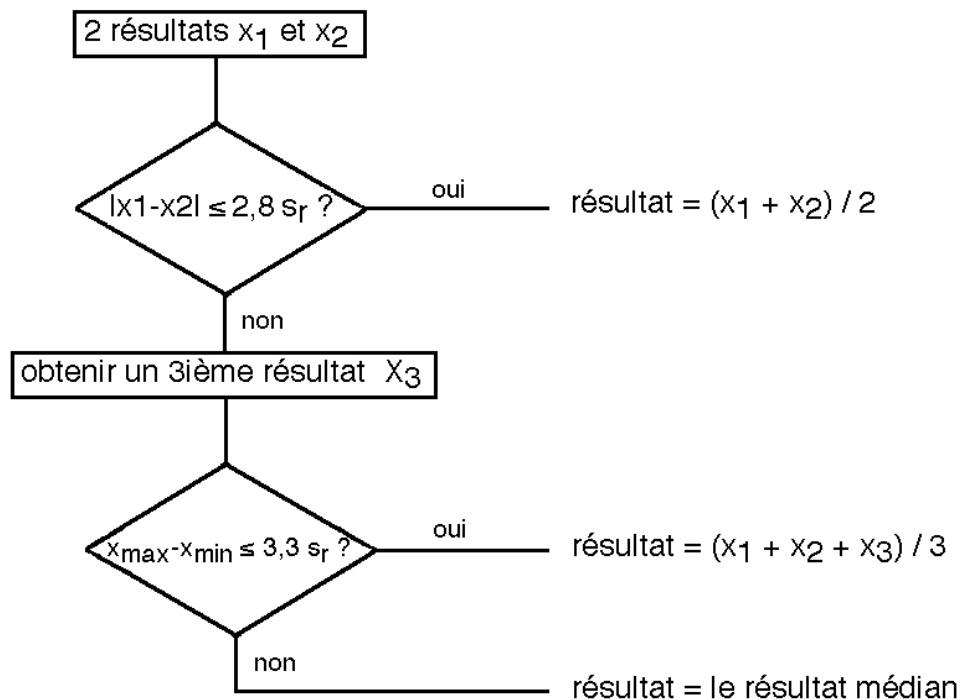 2 résultats x1 et x2
|x1-x2| ≤ 2,8 sr ?
oui
résultat = (x1 + x2) / 2
non
obtenir un 3ième résultat X3
xmax-xmin ≤ 3,3 sr ?
oui
résultat = (x1 + x2 + x3) / 3
non
résultat = le résultat médian